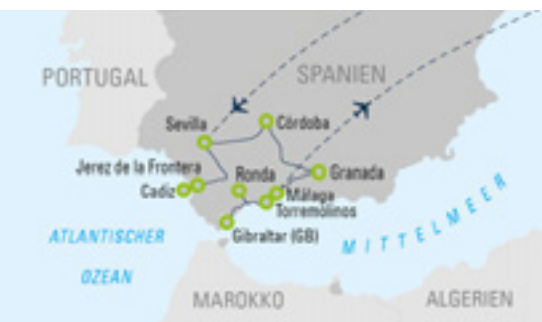 PORTUGAL
SPANIEN
Sevilla
Córdoba
Jerez de la Frontera
Ronda
Granada
Cadiz
Málaga
Torremolinos
Gibraltar (GB)
ATLANTISCHER
OZEAN
MITTELMEER
MAROKKO
ALGERIEN